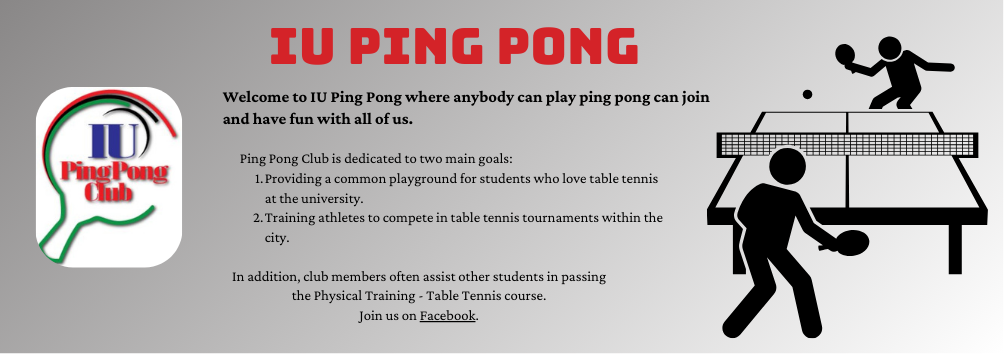 IU PING PONG
Welcome to IU Ping Pong where anybody can play ping pong can join
and have fun with all of us.
IU
PingPong
Club
Ping Pong Club is dedicated to two main goals:
1. Providing a common playground for students who love table tennis
at the university.
2. Training athletes to compete in table tennis tournaments within the
city.
In addition, club members often assist other students in passing
the Physical Training - Table Tennis course.
Join us on Facebook.